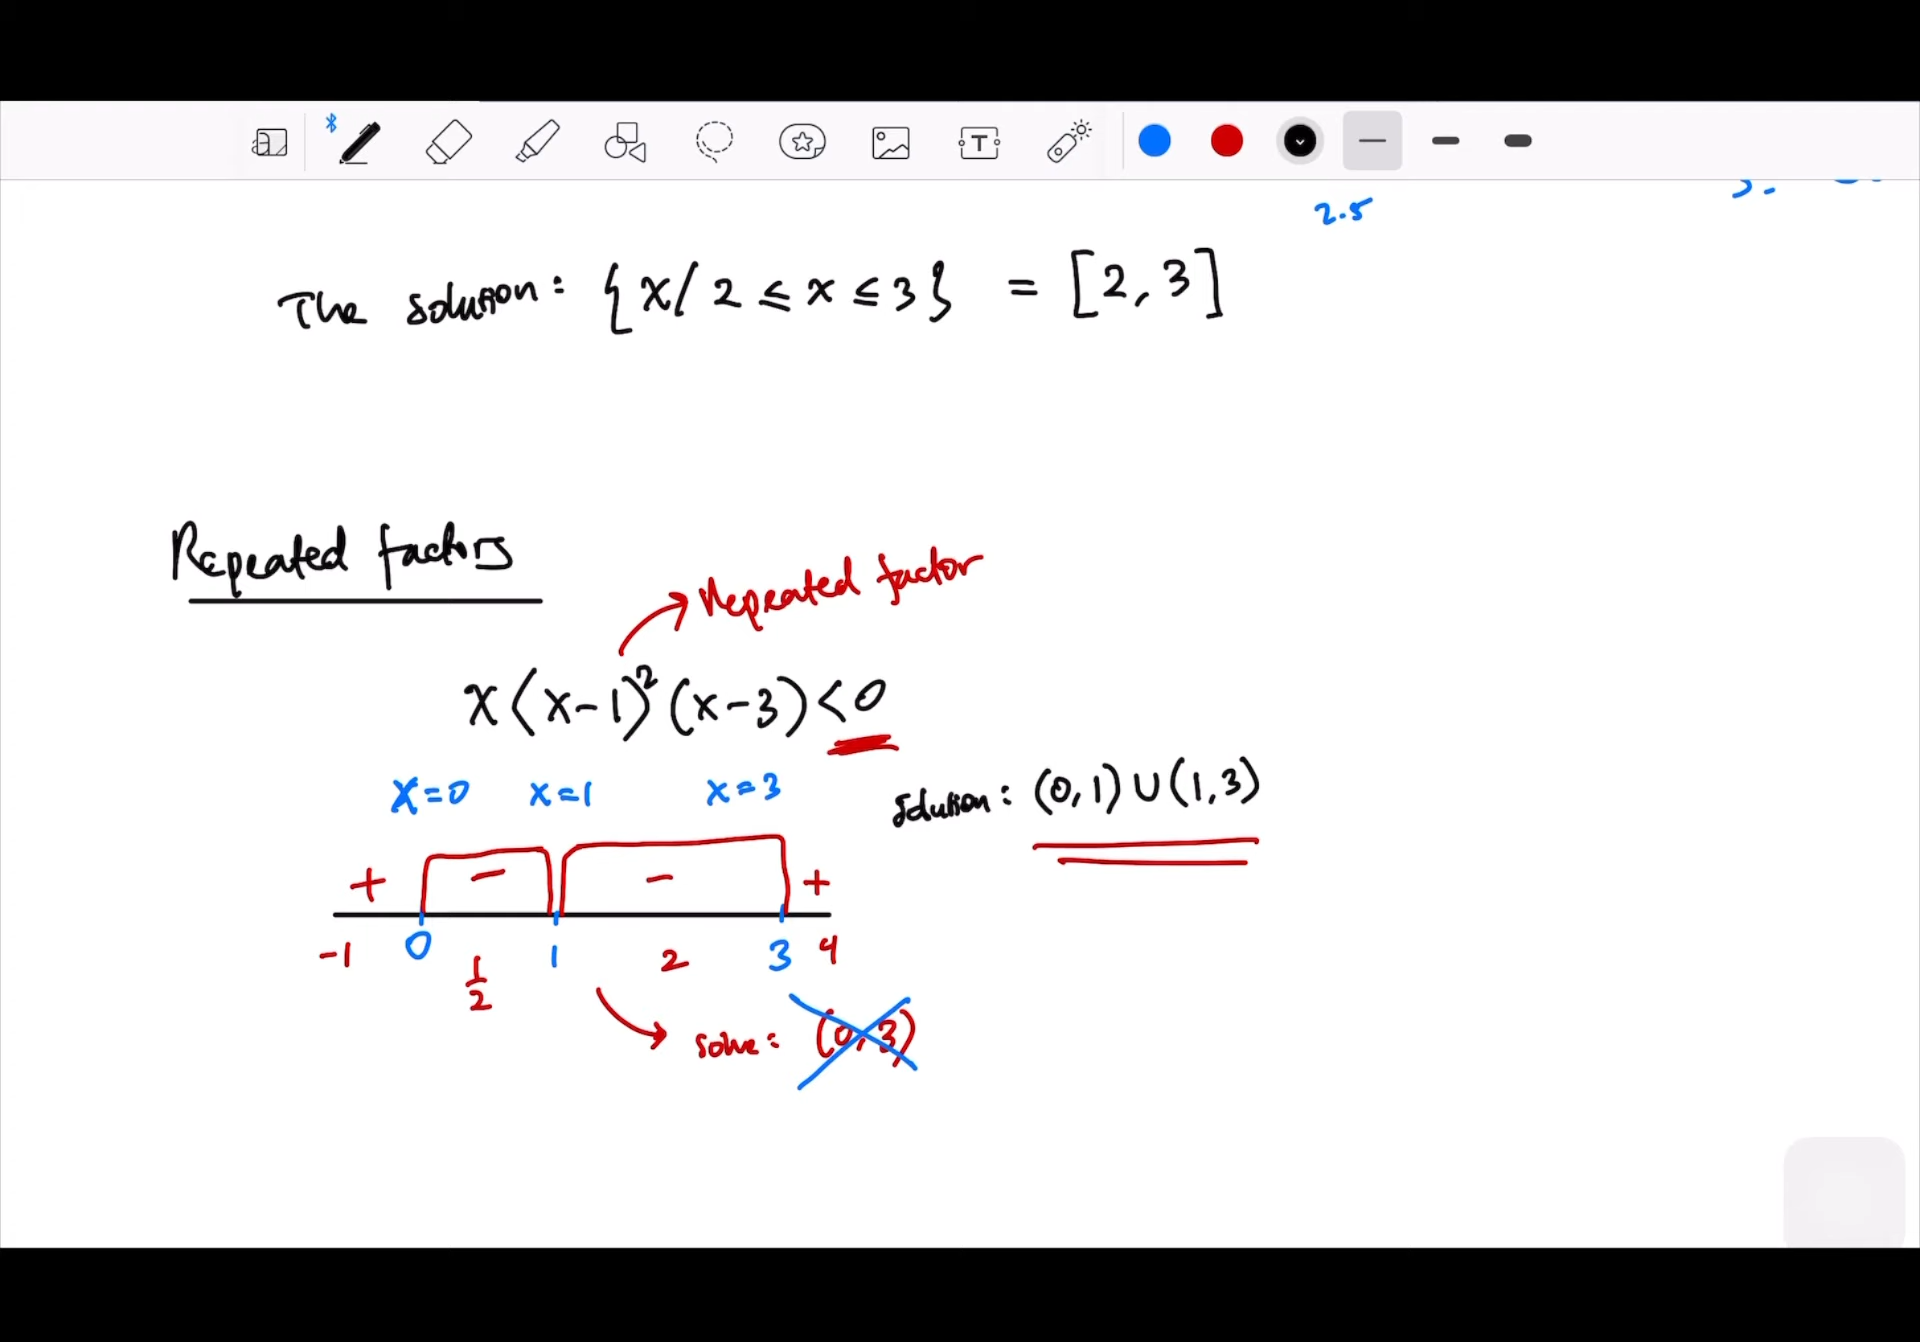 2.5
The solution: {x/ 2 ≤ x ≤ 3} = [2, 3]
Repeated factors
Repeated factor
x(x-1)²(x-3)<0
x=0 x=1 x=3
solution: (0,1)∪(1,3)
+ - - +
-1 0 1/2 1 2 3 4
solve: (0,3)